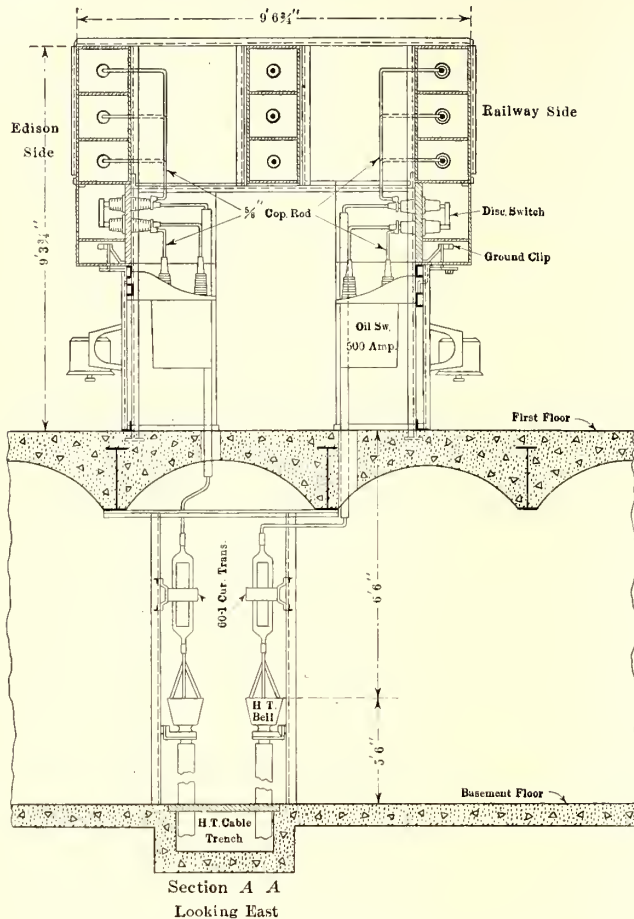 9' 6¾"
Edison
Side
Railway Side
9' 3¾"
⅝" Cop. Rod
Disc. Switch
Ground Clip
Oil Sw.
500 Amp.
First Floor
60-1 Cur. Trans.
6'6"
H T.
Bell
5'6"
Basement Floor
H.T. Cable
Trench
Section A A
Looking East